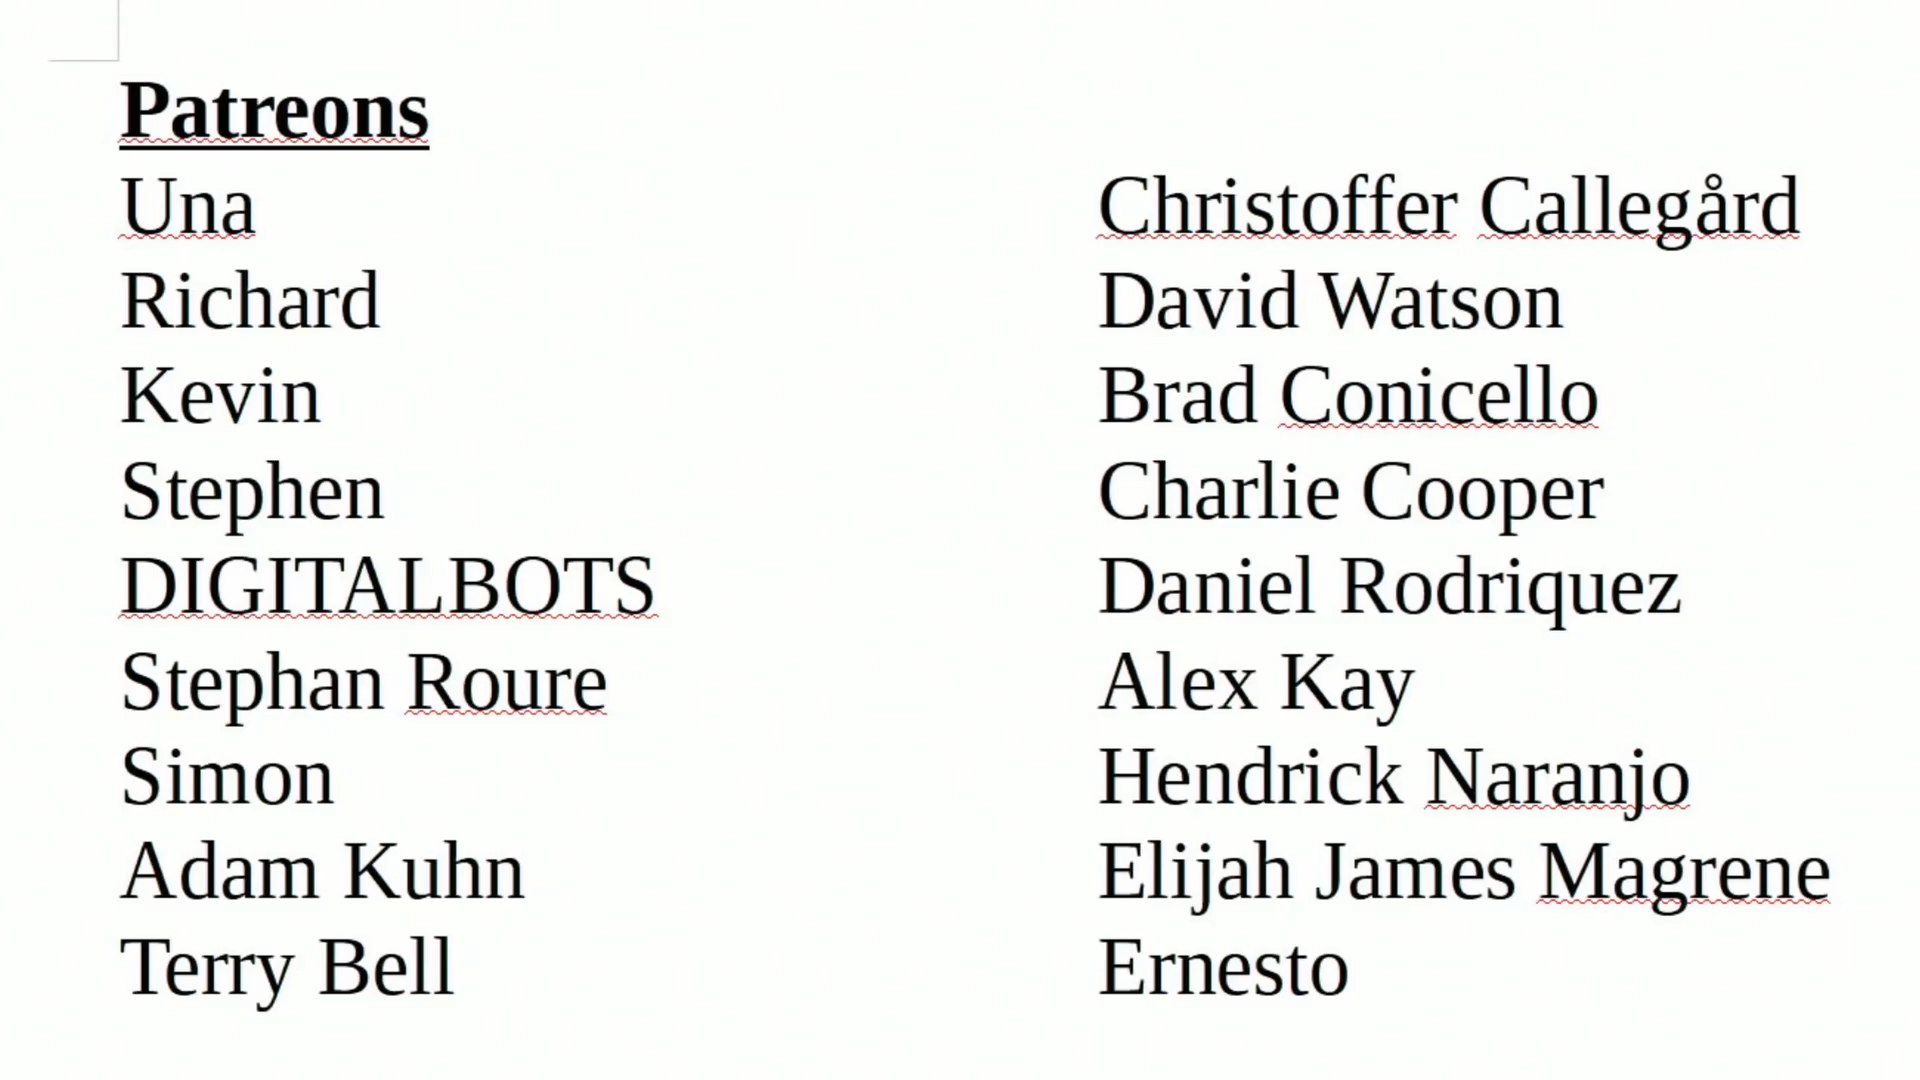 Patreons
Una
Richard
Kevin
Stephen
DIGITALBOTS
Stephan Roure
Simon
Adam Kuhn
Terry Bell
Christoffer Callegård
David Watson
Brad Conicello
Charlie Cooper
Daniel Rodriquez
Alex Kay
Hendrick Naranjo
Elijah James Magrene
Ernesto